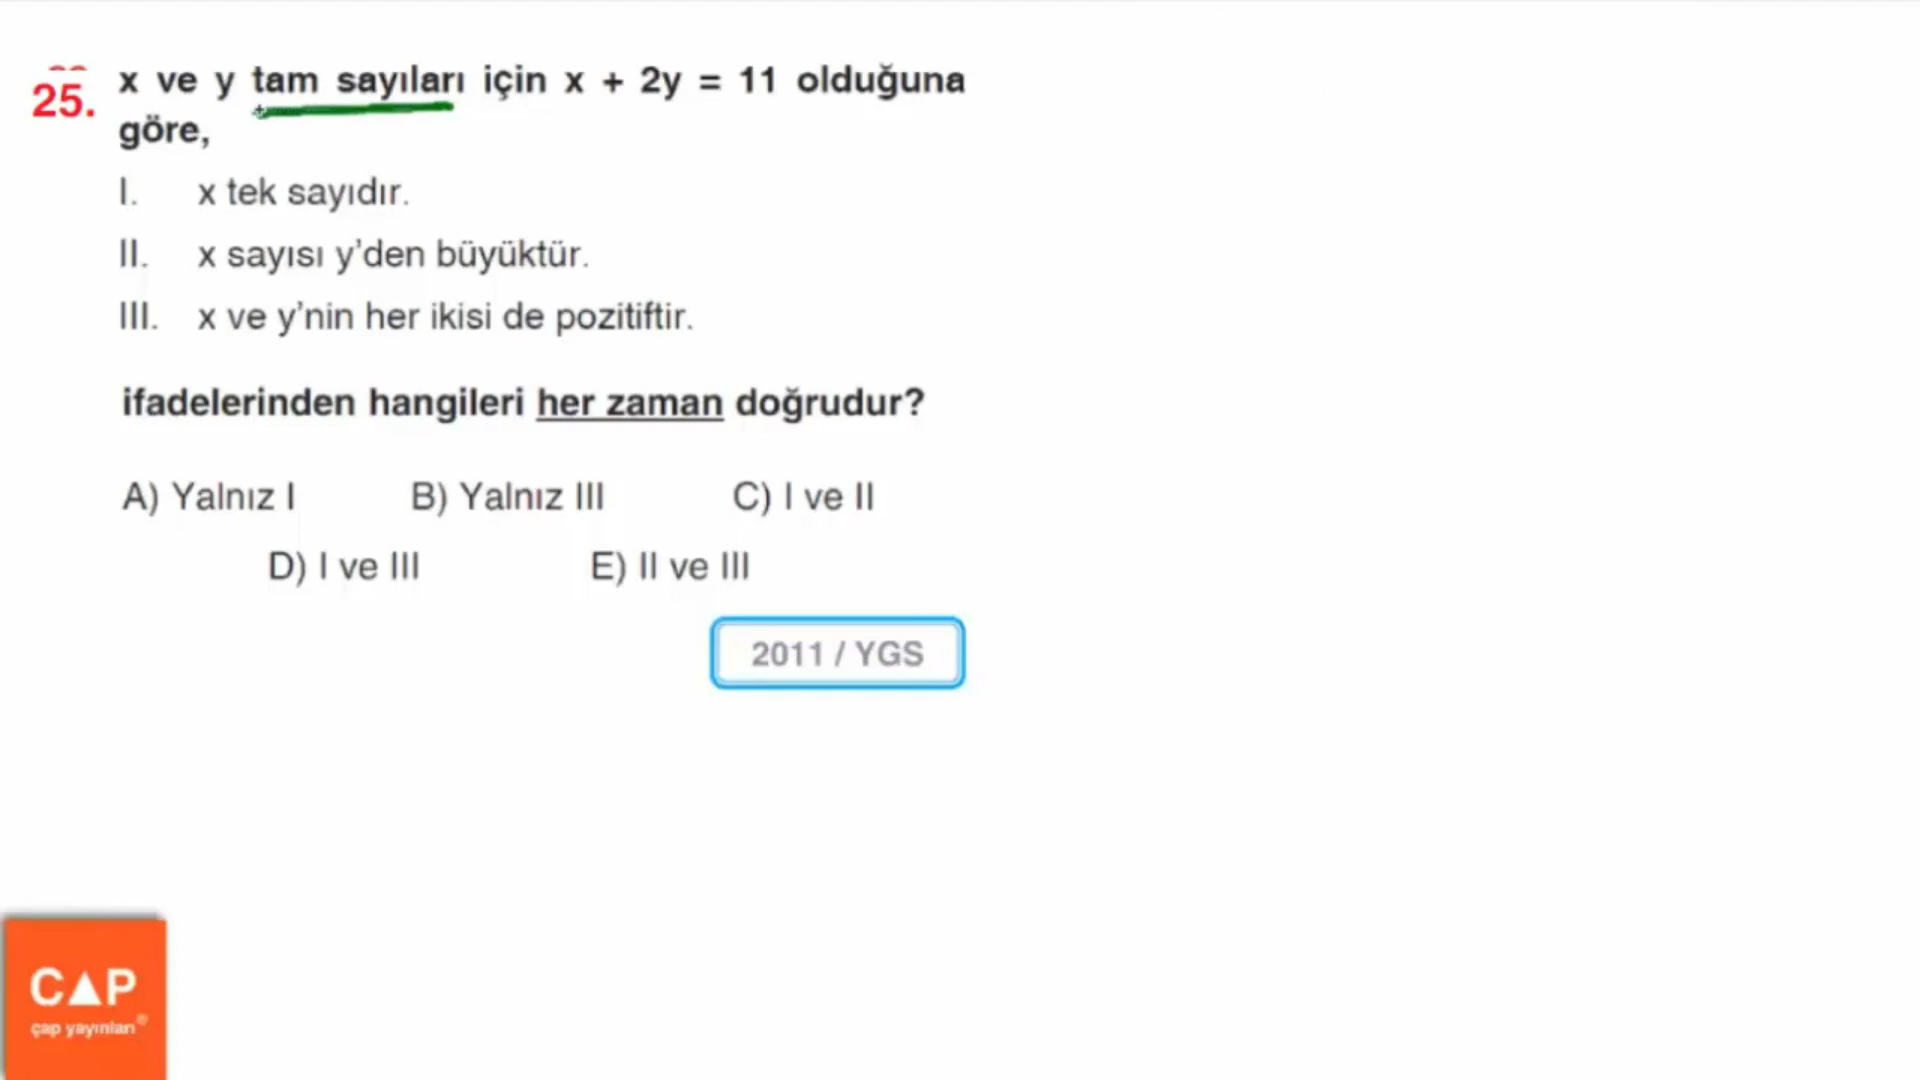 25. x ve y tam sayıları için x + 2y = 11 olduğuna
göre,
I. x tek sayıdır.
II. x sayısı y'den büyüktür.
III. x ve y'nin her ikisi de pozitiftir.
ifadelerinden hangileri her zaman doğrudur?
A) Yalnız I B) Yalnız III C) I ve II
D) I ve III E) II ve III
2011 / YGS
CAP
çap yayınları®